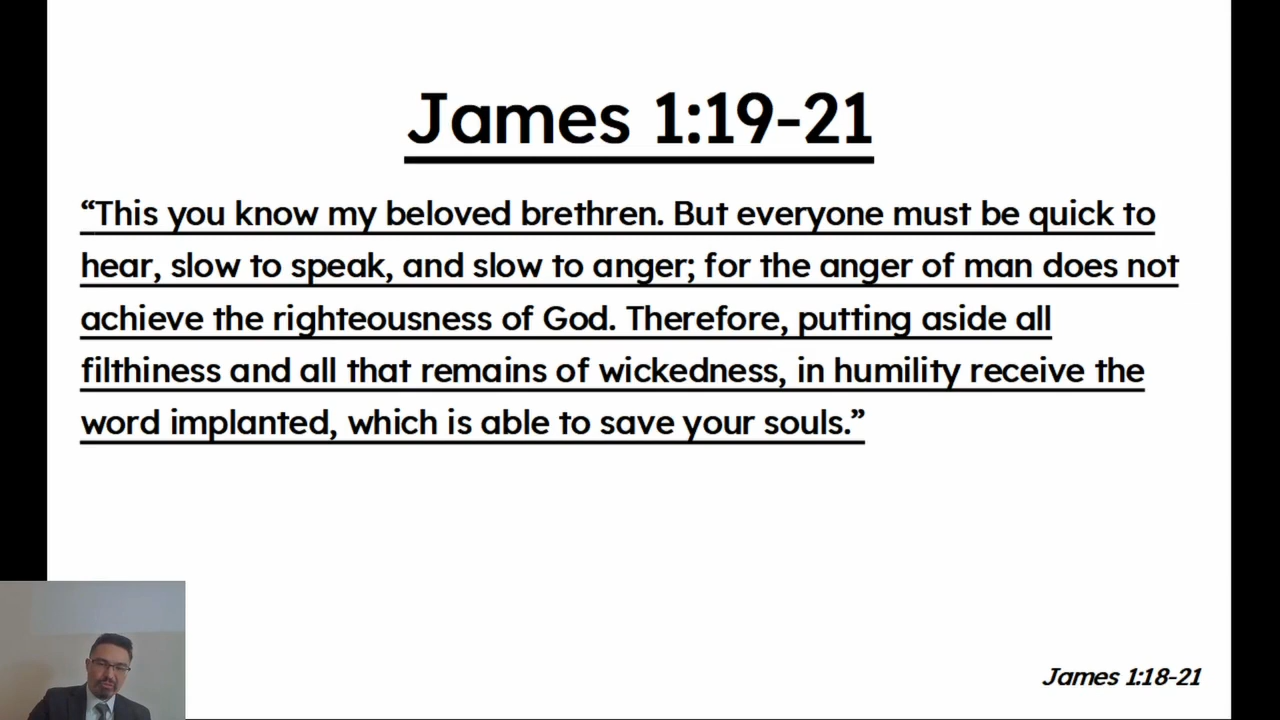 James 1:19-21
“This you know my beloved brethren. But everyone must be quick to
hear, slow to speak, and slow to anger; for the anger of man does not
achieve the righteousness of God. Therefore, putting aside all
filthiness and all that remains of wickedness, in humility receive the
word implanted, which is able to save your souls.”
James 1:18-21